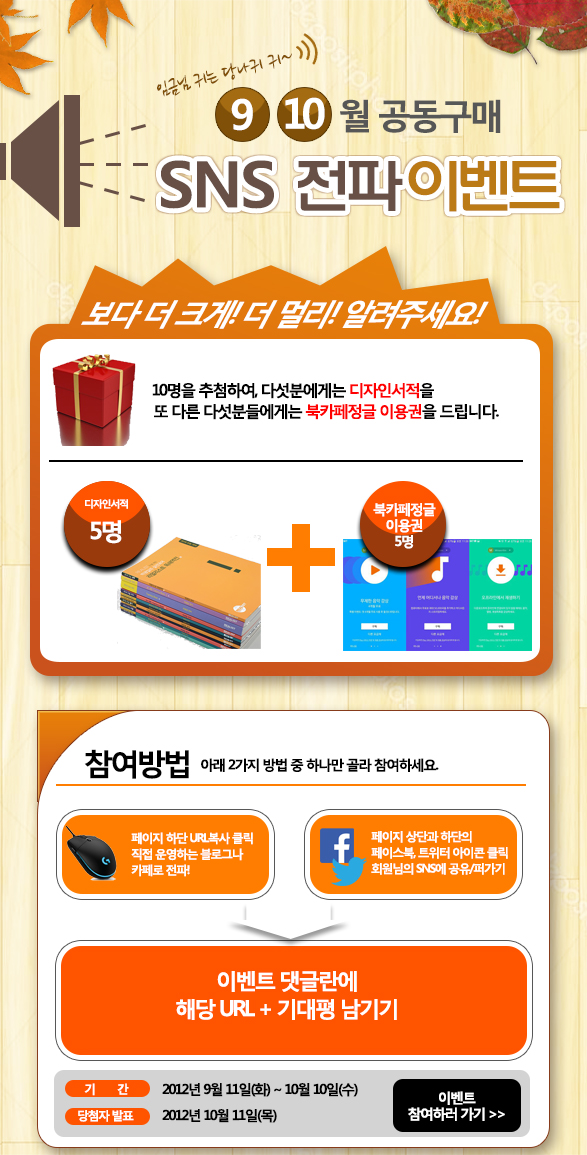 임금님 귀는 당나귀 귀~
9 10 월 공동구매
SNS 전파 이벤트
보다 더 크게! 더 멀리! 알려주세요!
10명을 추첨하여, 다섯분에게는 디자인서적을
또 다른 다섯분들에게는 북카페정글 이용권을 드립니다.
디자인서적
5명
북카페정글
이용권
5명
참여방법 아래 2가지 방법 중 하나만 골라 참여하세요.
페이지 하단 URL복사 클릭
직접 운영하는 블로그나
카페로 전파!
페이지 상단과 하단의
페이스북, 트위터 아이콘 클릭
회원님의 SNS에 공유/퍼가기
이벤트 댓글란에
해당 URL + 기대평 남기기
기 간 2012년 9월 11일(화) ~ 10월 10일(수)
당첨자 발표 2012년 10월 11일(목)
이벤트
참여하러 가기 >>